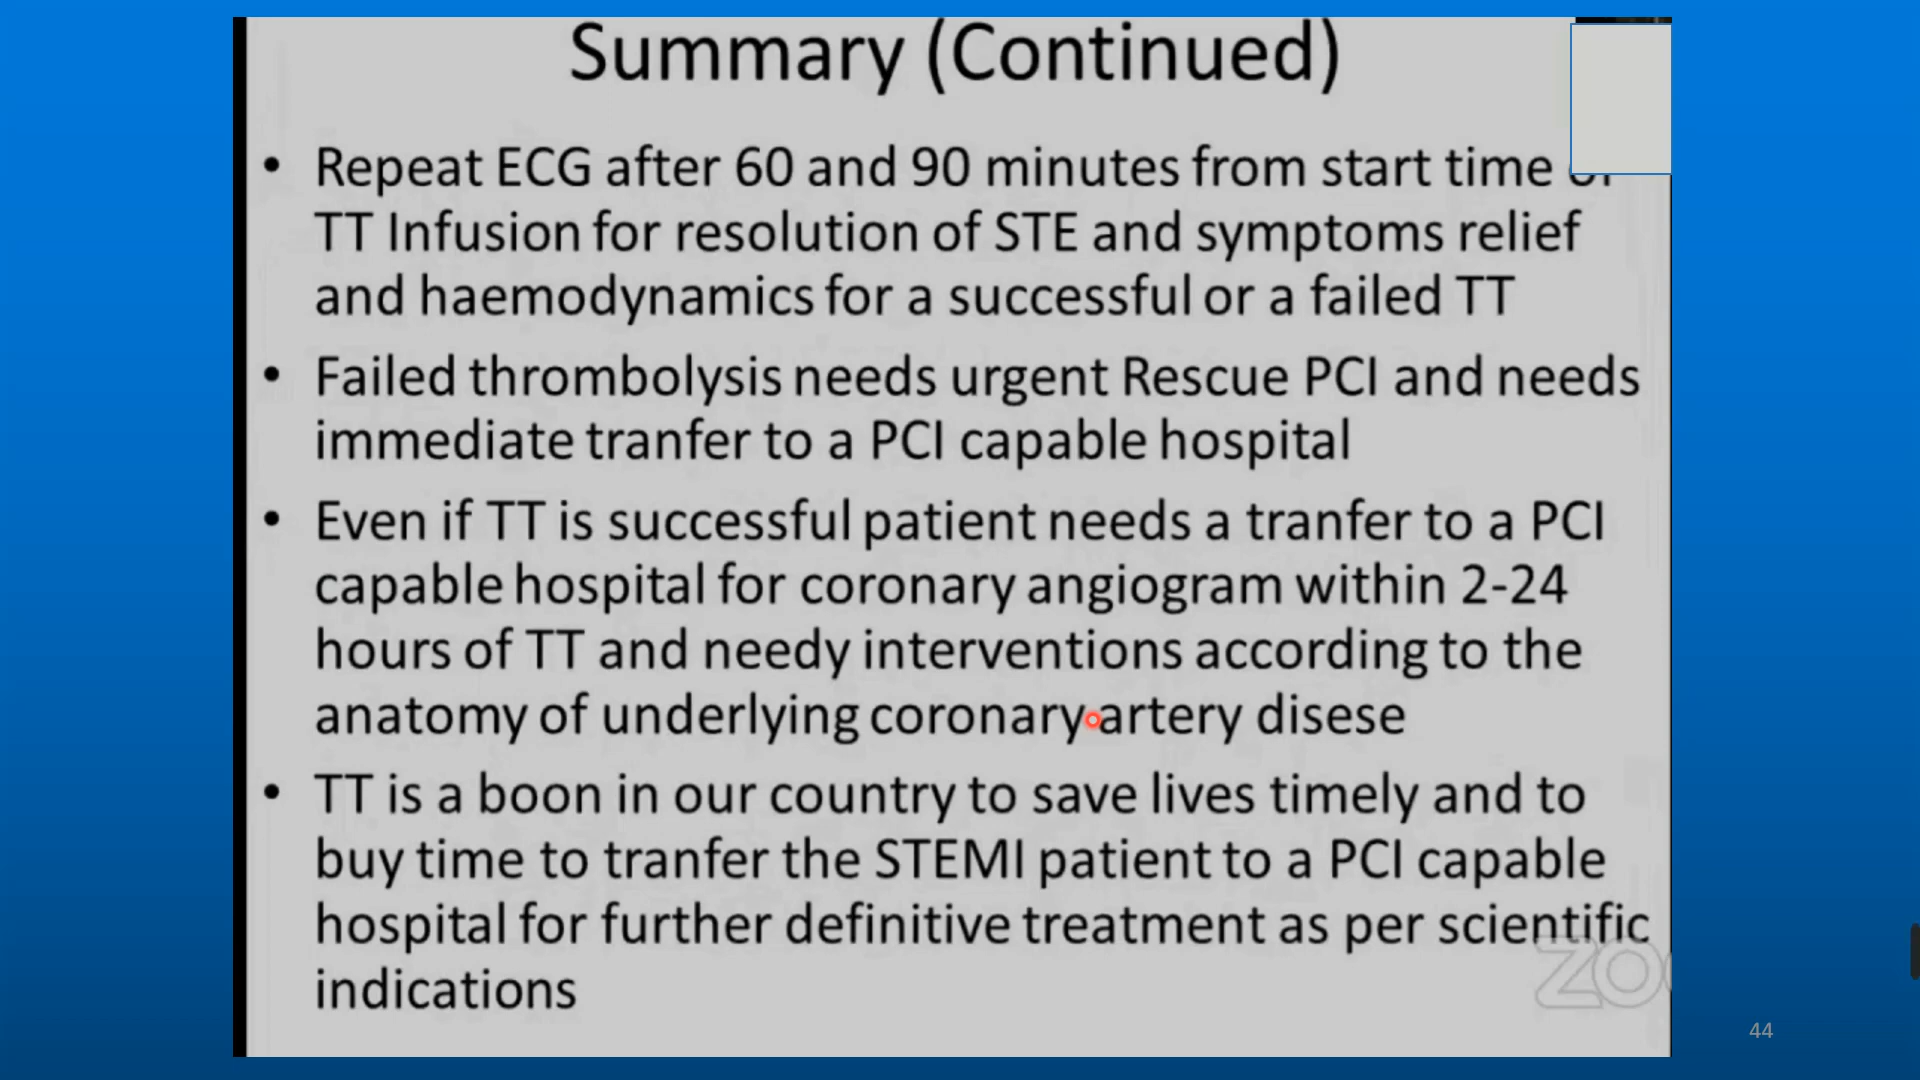 Summary (Continued)
• Repeat ECG after 60 and 90 minutes from start time of
TT Infusion for resolution of STE and symptoms relief
and haemodynamics for a successful or a failed TT
• Failed thrombolysis needs urgent Rescue PCI and needs
immediate tranfer to a PCI capable hospital
• Even if TT is successful patient needs a tranfer to a PCI
capable hospital for coronary angiogram within 2-24
hours of TT and needy interventions according to the
anatomy of underlying coronary artery disese
• TT is a boon in our country to save lives timely and to
buy time to tranfer the STEMI patient to a PCI capable
hospital for further definitive treatment as per scientific
indications
44